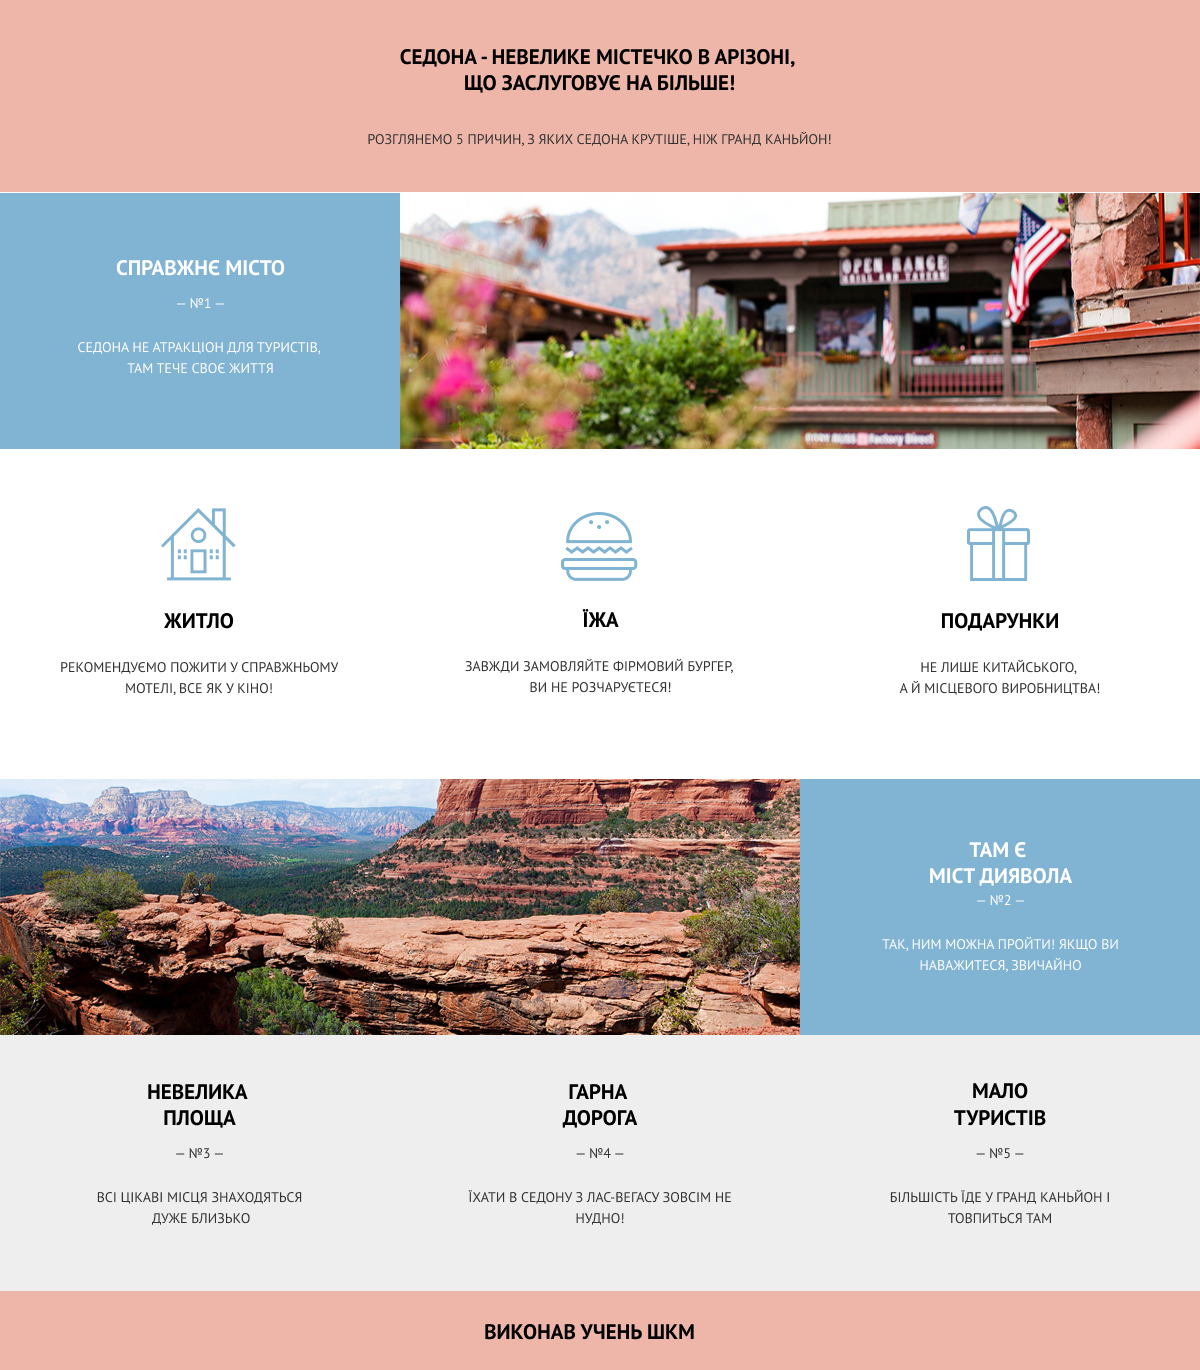 СЕДОНА - НЕВЕЛИКЕ МІСТЕЧКО В АРІЗОНІ,
ЩО ЗАСЛУГОВУЄ НА БІЛЬШЕ!
РОЗГЛЯНЕМО 5 ПРИЧИН, З ЯКИХ СЕДОНА КРУТІШЕ, НІЖ ГРАНД КАНЬЙОН!
СПРАВЖНЄ МІСТО
— №1 —
СЕДОНА НЕ АТРАКЦІОН ДЛЯ ТУРИСТІВ,
ТАМ ТЕЧЕ СВОЄ ЖИТТЯ
OPEN RANGE
GRILL AND TAVERN
Factory Direct
ЖИТЛО
РЕКОМЕНДУЄМО ПОЖИТИ У СПРАВЖНЬОМУ
МОТЕЛІ, ВСЕ ЯК У КІНО!
ЇЖА
ЗАВЖДИ ЗАМОВЛЯЙТЕ ФІРМОВИЙ БУРГЕР,
ВИ НЕ РОЗЧАРУЄТЕСЯ!
ПОДАРУНКИ
НЕ ЛИШЕ КИТАЙСЬКОГО,
А Й МІСЦЕВОГО ВИРОБНИЦТВА!
ТАМ Є
МІСТ ДИЯВОЛА
— №2 —
ТАК, НИМ МОЖНА ПРОЙТИ! ЯКЩО ВИ
НАВАЖИТЕСЯ, ЗВИЧАЙНО
НЕВЕЛИКА
ПЛОЩА
— №3 —
ВСІ ЦІКАВІ МІСЦЯ ЗНАХОДЯТЬСЯ
ДУЖЕ БЛИЗЬКО
ГАРНА
ДОРОГА
— №4 —
ЇХАТИ В СЕДОНУ З ЛАС-ВЕГАСУ ЗОВСІМ НЕ
НУДНО!
МАЛО
ТУРИСТІВ
— №5 —
БІЛЬШІСТЬ ЇДЕ У ГРАНД КАНЬЙОН І
ТОВПИТЬСЯ ТАМ
ВИКОНАВ УЧЕНЬ ШКМ